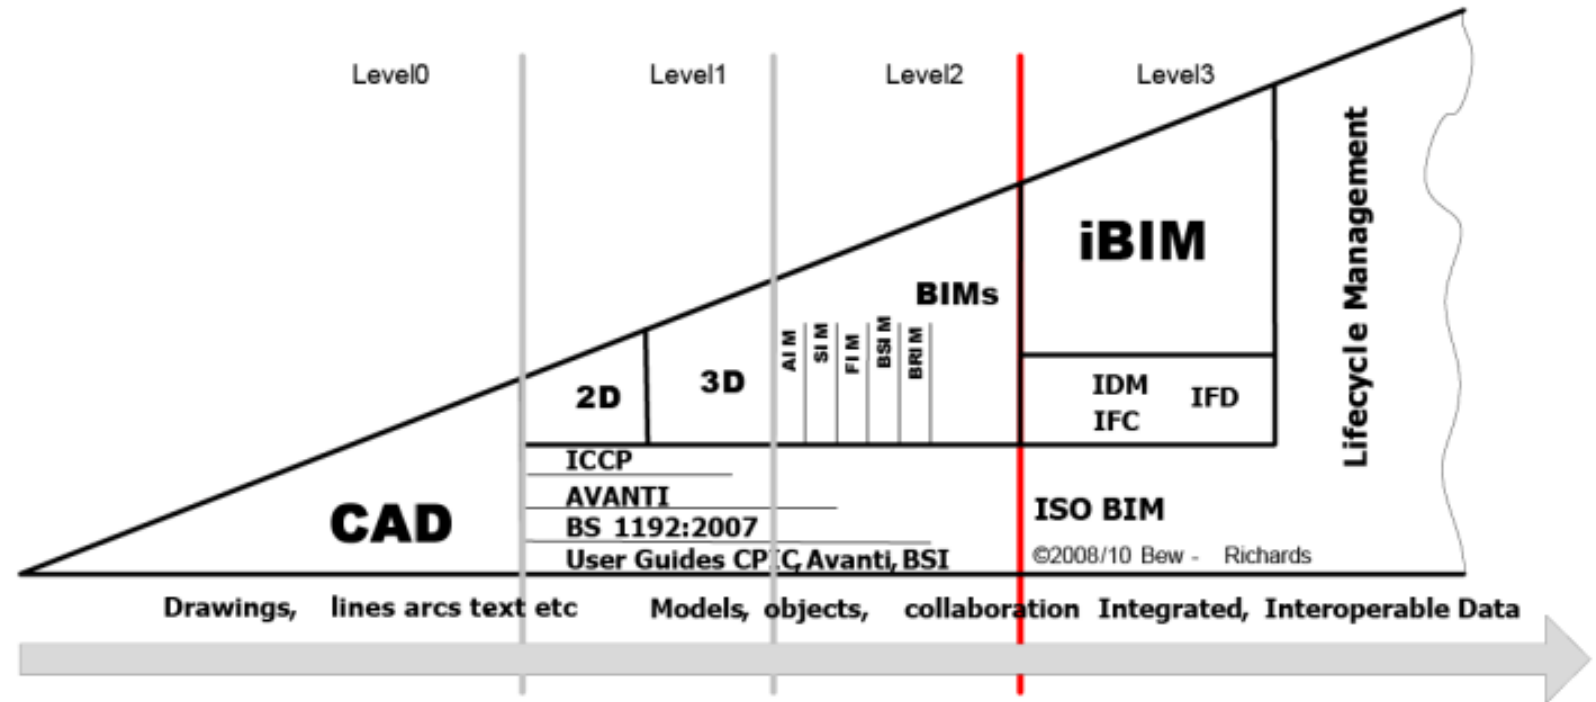 Level0 Level1 Level2 Level3
iBIM
BIMs
AIM SIM FIM BSIM BRIM
2D 3D
IDM IFD
IFC
Lifecycle Management
ICCP
AVANTI
BS 1192:2007
User Guides CPIC, Avanti, BSI
CAD
ISO BIM
©2008/10 Bew - Richards
Drawings, lines arcs text etc Models, objects, collaboration Integrated, Interoperable Data